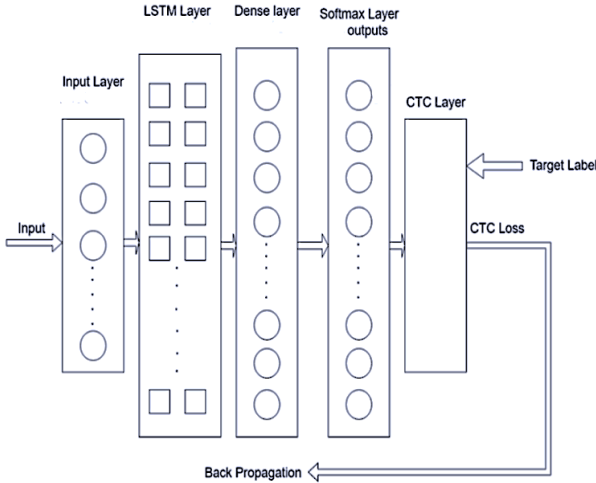 LSTM Layer
Dense layer
Softmax Layer
outputs
Input Layer
CTC Layer
Target Label
Input
CTC Loss
Back Propagation